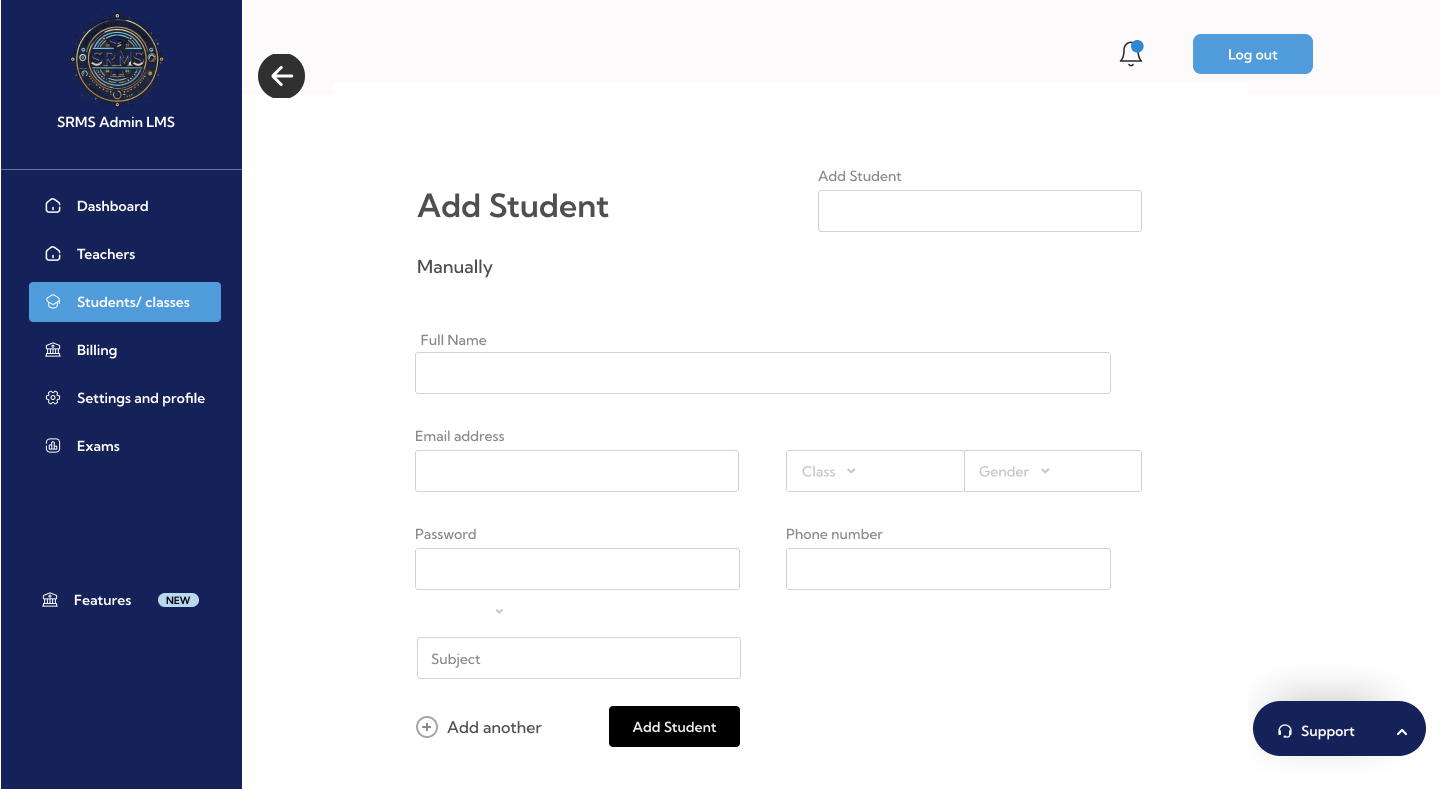 SRMS
SRMS Admin LMS
Dashboard
Teachers
Students/ classes
Billing
Settings and profile
Exams
Features NEW
Log out
Add Student
Add Student
Manually
Full Name
Email address
Class
Gender
Password
Phone number
Subject
Add another
Add Student
Support